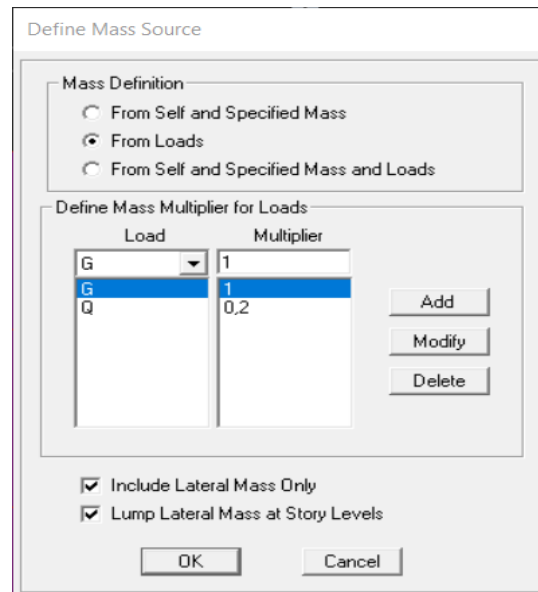 Define Mass Source
Mass Definition
From Self and Specified Mass
From Loads
From Self and Specified Mass and Loads
Define Mass Multiplier for Loads
Load Multiplier
G 1
G 1
Q 0,2
Add
Modify
Delete
Include Lateral Mass Only
Lump Lateral Mass at Story Levels
OK Cancel